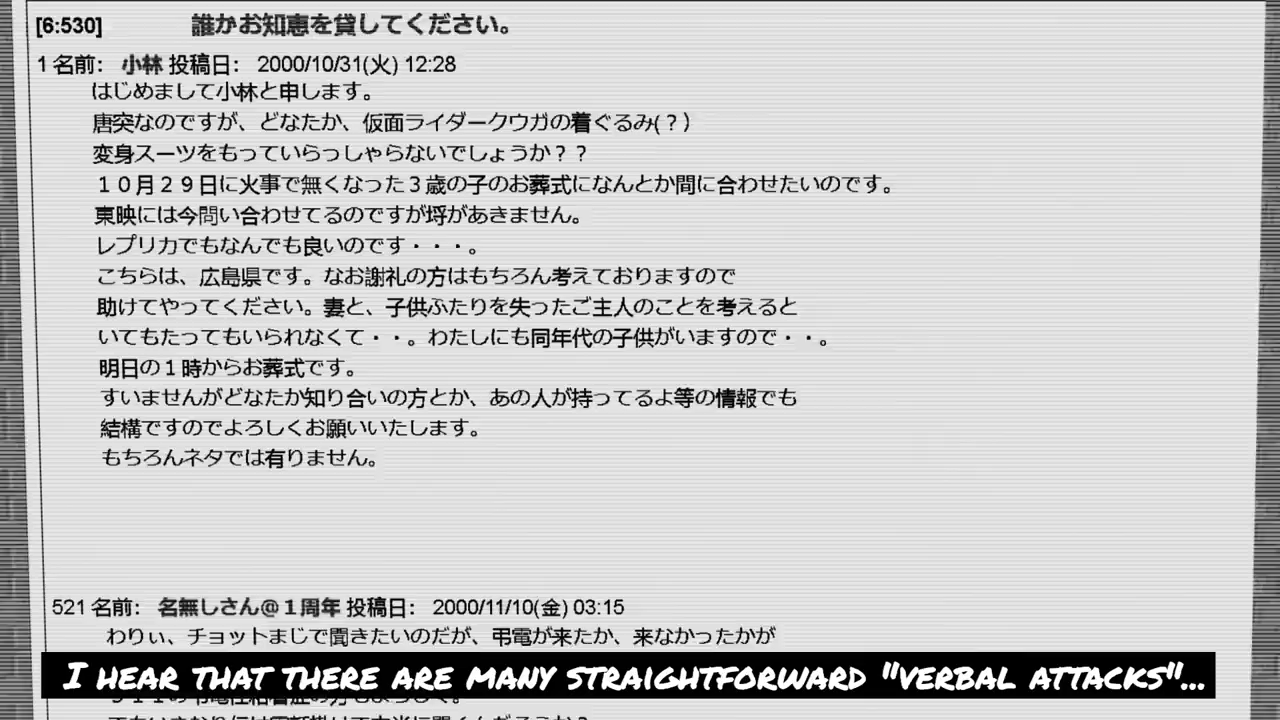 [6:530] 誰かお知恵を貸してください。
1 名前： 小林 投稿日： 2000/10/31(火) 12:28
はじめまして小林と申します。
唐突なのですが、どなたか、仮面ライダークウガの着ぐるみ(？)
変身スーツをもっていらっしゃらないでしょうか？？
１０月２９日に火事で無くなった３歳の子のお葬式になんとか間に合わせたいのです。
東映には今問い合わせてるのですが埒があきません。
レプリカでもなんでも良いのです・・・。
こちらは、広島県です。なお謝礼の方はもちろん考えておりますので
助けてやってください。妻と、子供ふたりを失ったご主人のことを考えると
いてもたってもいられなくて・・。わたしにも同年代の子供がいますので・・。
明日の１時からお葬式です。
すいませんがどなたか知り合いの方とか、あの人が持ってるよ等の情報でも
結構ですのでよろしくお願いいたします。
もちろんネタでは有りません。
521 名前： 名無しさん@１周年 投稿日： 2000/11/10(金) 03:15
わりぃ、チョットまじで聞きたいのだが、弔電が来たか、来なかったかが
I HEAR THAT THERE ARE MANY STRAIGHTFORWARD "VERBAL ATTACKS"...